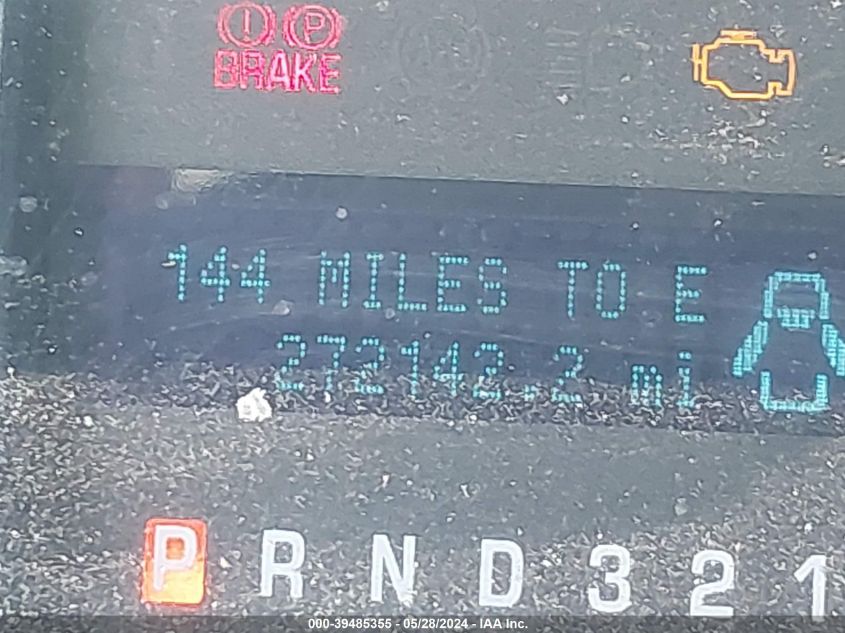 (!) (P)
BRAKE
144 MILES TO E
272142.2 mi
P R N D 3 2 1
000-39485355 - 05/28/2024 - IAA Inc.